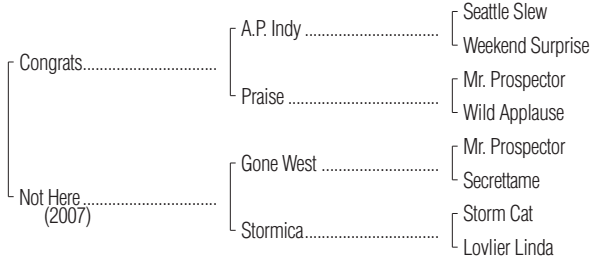 Seattle Slew
A.P. Indy ..............................
Weekend Surprise
Congrats..............................
Mr. Prospector
Praise ..................................
Wild Applause
Mr. Prospector
Gone West ..........................
Secrettame
Not Here..............................
(2007)
Storm Cat
Stormica..............................
Lovlier Linda